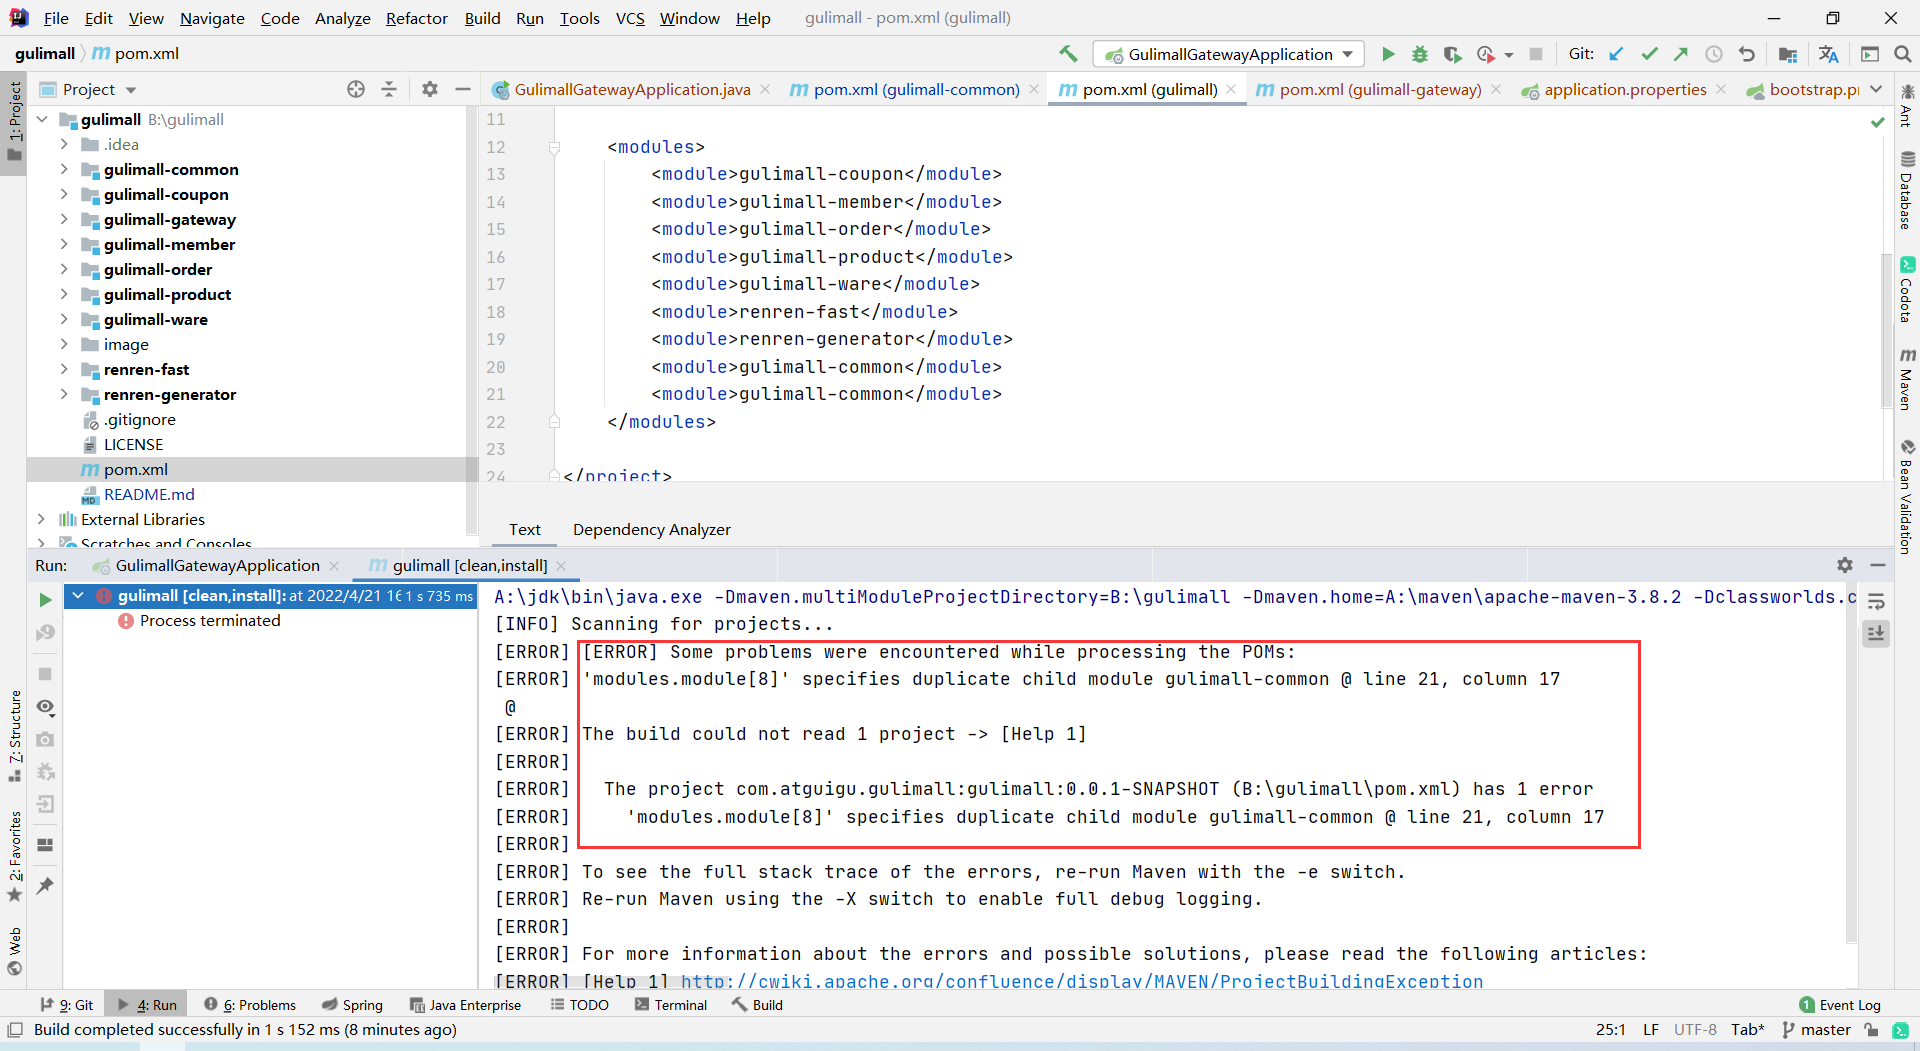 File Edit View Navigate Code Analyze Refactor Build Run Tools VCS Window Help gulimall - pom.xml (gulimall)
gulimall m pom.xml GulimallGatewayApplication Git:
Project GulimallGatewayApplication.java pom.xml (gulimall-common) pom.xml (gulimall) pom.xml (gulimall-gateway) application.properties bootstrap.pr
1: Project
7: Structure
2: Favorites
Web
gulimall B:\gulimall
.idea
gulimall-common
gulimall-coupon
gulimall-gateway
gulimall-member
gulimall-order
gulimall-product
gulimall-ware
image
renren-fast
renren-generator
.gitignore
LICENSE
m pom.xml
README.md
External Libraries
Scratches and Consoles
11
12 <modules>
13 <module>gulimall-coupon</module>
14 <module>gulimall-member</module>
15 <module>gulimall-order</module>
16 <module>gulimall-product</module>
17 <module>gulimall-ware</module>
18 <module>renren-fast</module>
19 <module>renren-generator</module>
20 <module>gulimall-common</module>
21 <module>gulimall-common</module>
22 </modules>
23
24 </project>
Text Dependency Analyzer
Ant
Database
Codota
Maven
Bean Validation
Run: GulimallGatewayApplication gulimall [clean,install]
gulimall [clean,install]: at 2022/4/21 16 1 s 735 ms
Process terminated
A:\jdk\bin\java.exe -Dmaven.multiModuleProjectDirectory=B:\gulimall -Dmaven.home=A:\maven\apache-maven-3.8.2 -Dclassworlds.c
[INFO] Scanning for projects...
[ERROR] [ERROR] Some problems were encountered while processing the POMs:
[ERROR] 'modules.module[8]' specifies duplicate child module gulimall-common @ line 21, column 17
@
[ERROR] The build could not read 1 project -> [Help 1]
[ERROR]
[ERROR] The project com.atguigu.gulimall:gulimall:0.0.1-SNAPSHOT (B:\gulimall\pom.xml) has 1 error
[ERROR] 'modules.module[8]' specifies duplicate child module gulimall-common @ line 21, column 17
[ERROR]
[ERROR] To see the full stack trace of the errors, re-run Maven with the -e switch.
[ERROR] Re-run Maven using the -X switch to enable full debug logging.
[ERROR]
[ERROR] For more information about the errors and possible solutions, please read the following articles:
[ERROR] [Help 1] http://cwiki.apache.org/confluence/display/MAVEN/ProjectBuildingException
9: Git 4: Run 6: Problems Spring Java Enterprise TODO Terminal Build 1 Event Log
Build completed successfully in 1 s 152 ms (8 minutes ago) 25:1 LF UTF-8 Tab* master